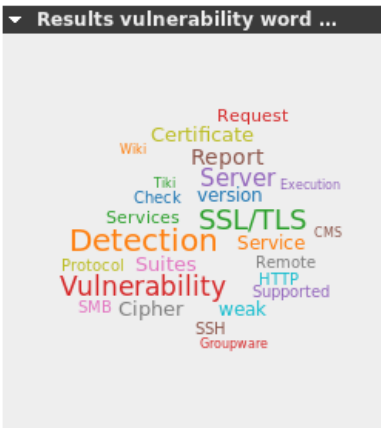 Results vulnerability word ...
Request
Certificate
Wiki
Report
Server
Tiki
Execution
Check
version
Services
SSL/TLS
CMS
Detection
Service
Protocol
Suites
Remote
HTTP
Vulnerability
Supported
SMB
Cipher
weak
SSH
Groupware